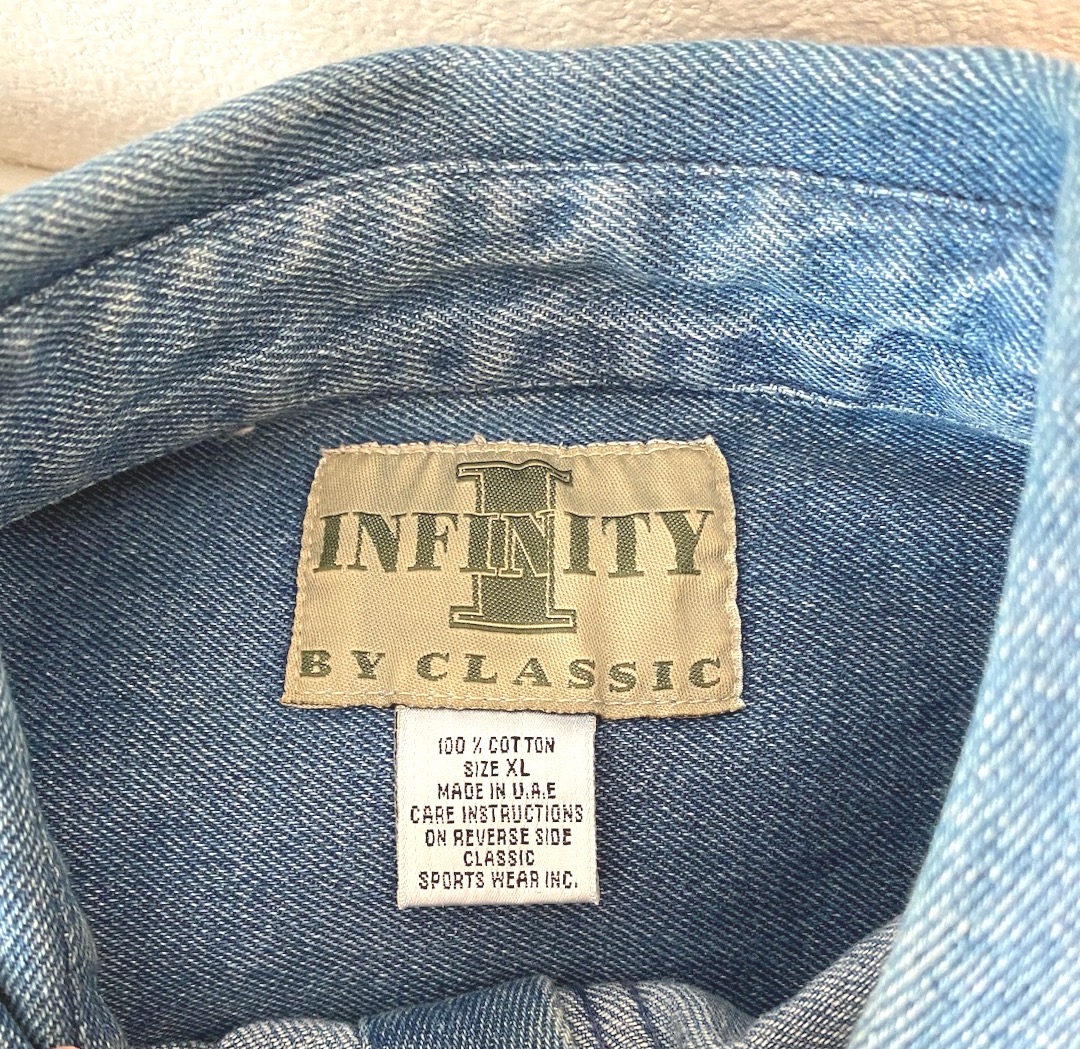 I
INFINITY
BY CLASSIC
100 % COTTON
SIZE XL
MADE IN U.A.E
CARE INSTRUCTIONS
ON REVERSE SIDE
CLASSIC
SPORTS WEAR INC.